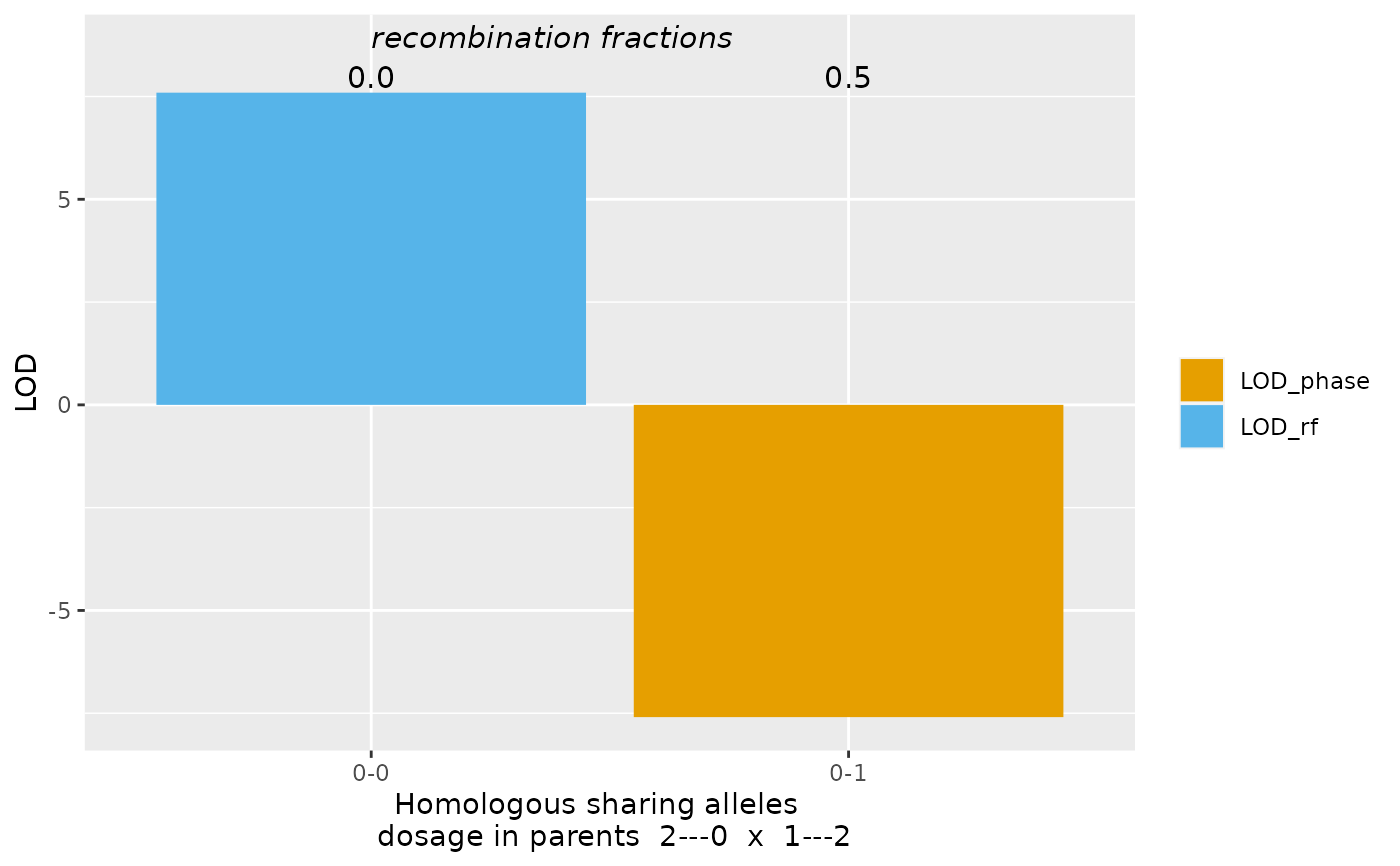 recombination fractions
0.0 0.5
5
0
-5
LOD
0-0 0-1
Homologous sharing alleles
dosage in parents 2---0 x 1---2
LOD_phase
LOD_rf